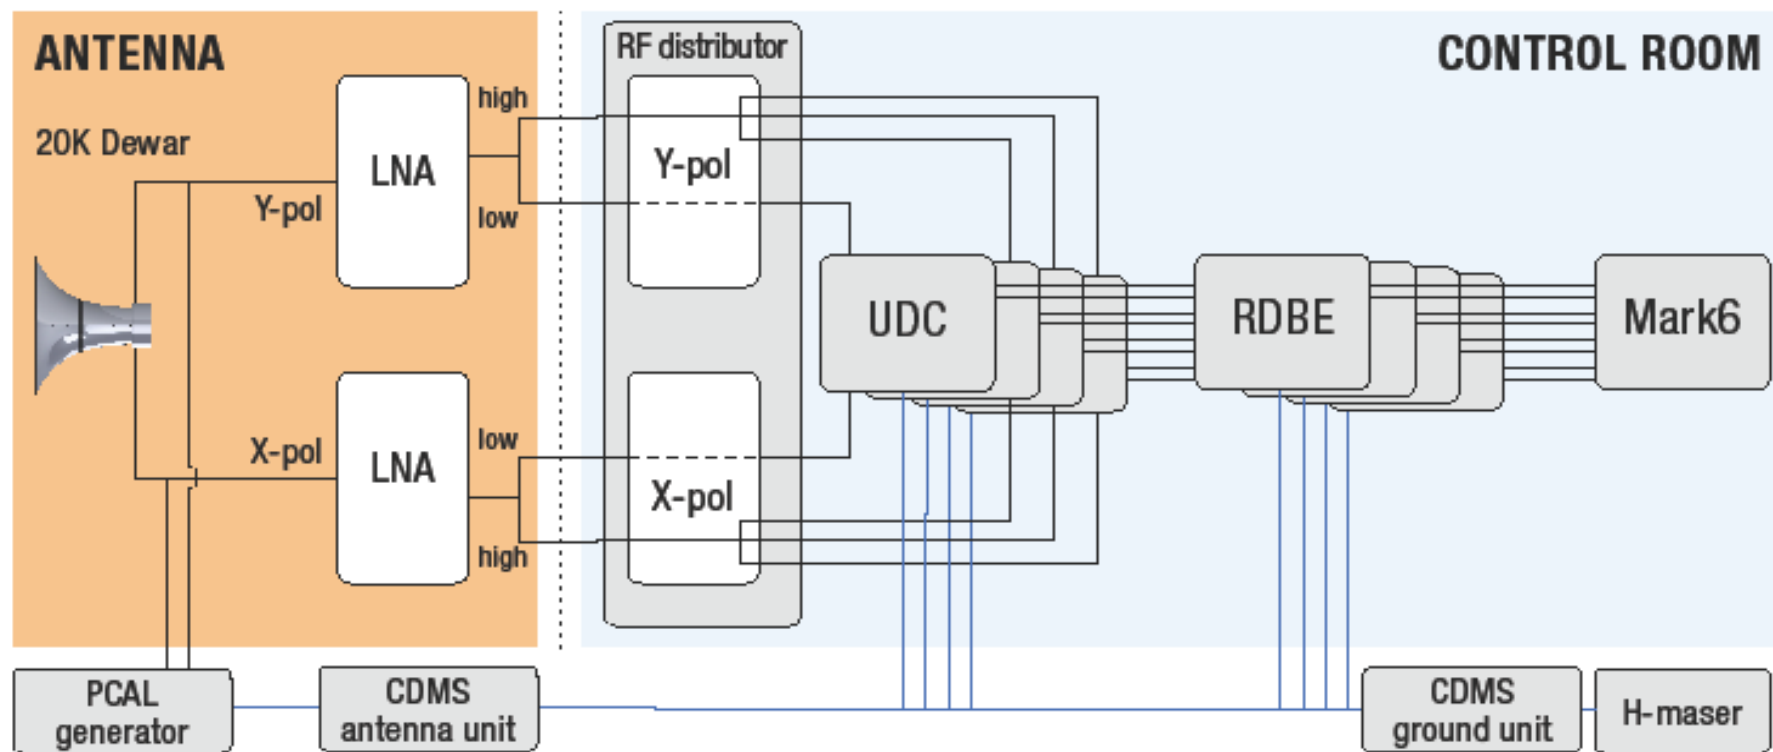 ANTENNA
RF distributor
CONTROL ROOM
20K Dewar
Y-pol
LNA
high
low
Y-pol
X-pol
LNA
low
high
X-pol
UDC
RDBE
Mark6
PCAL
generator
CDMS
antenna unit
CDMS
ground unit
H-maser